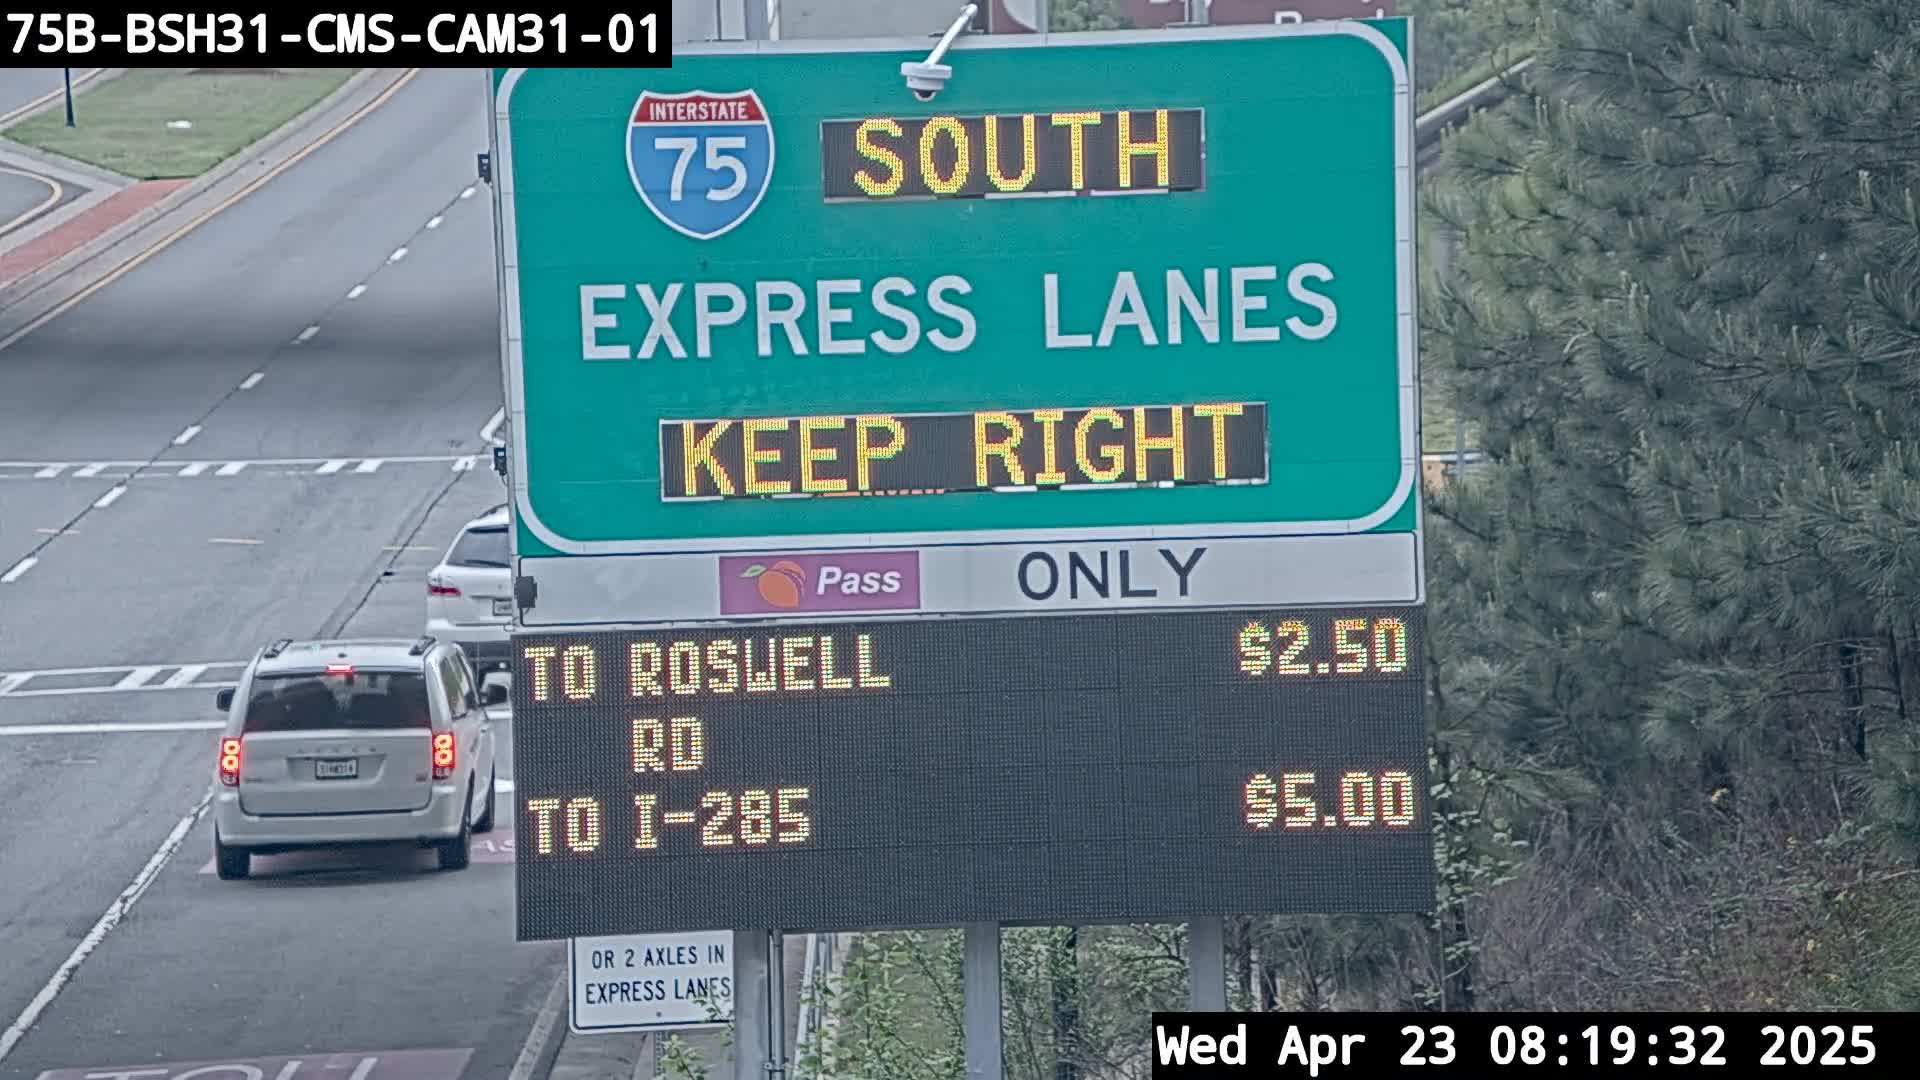 75B-BSH31-CMS-CAM31-01
INTERSTATE
75
SOUTH
EXPRESS LANES
KEEP RIGHT
Pass
ONLY
TO ROSWELL $2.50
RD
TO I-285 $5.00
OR 2 AXLES IN
EXPRESS LANES
TOLL
Wed Apr 23 08:19:32 2025